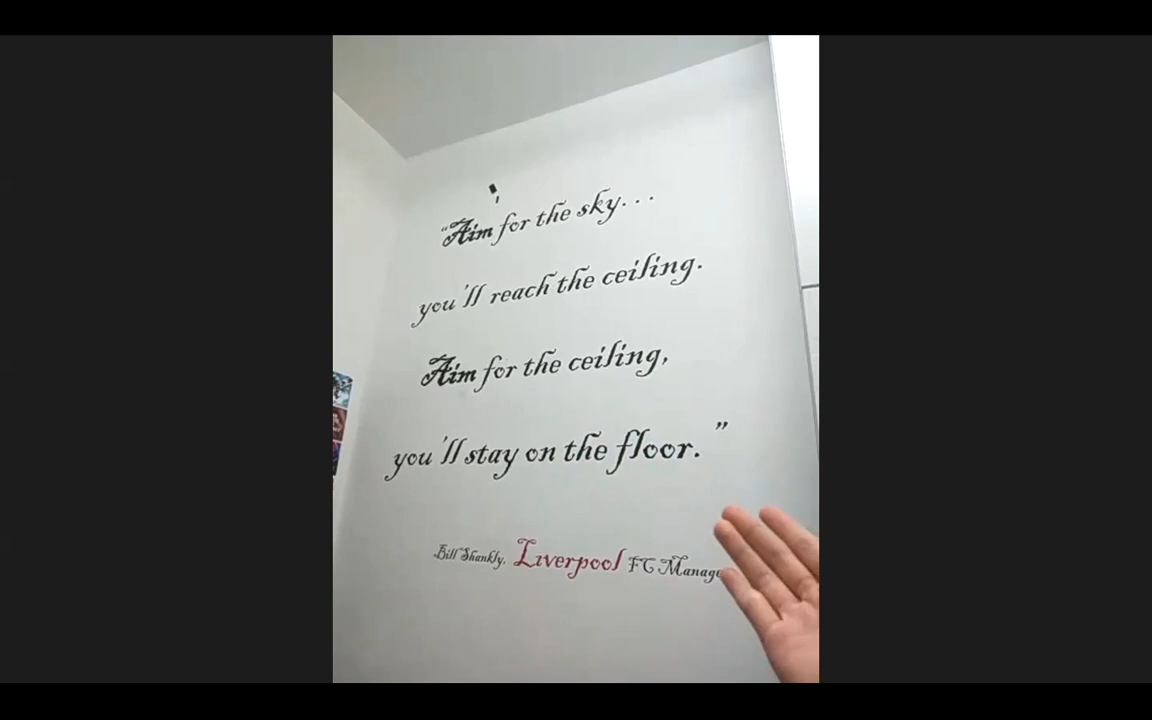 “Aim for the sky...
you'll reach the ceiling.
Aim for the ceiling,
you'll stay on the floor. ”
Bill Shankly, Liverpool FC